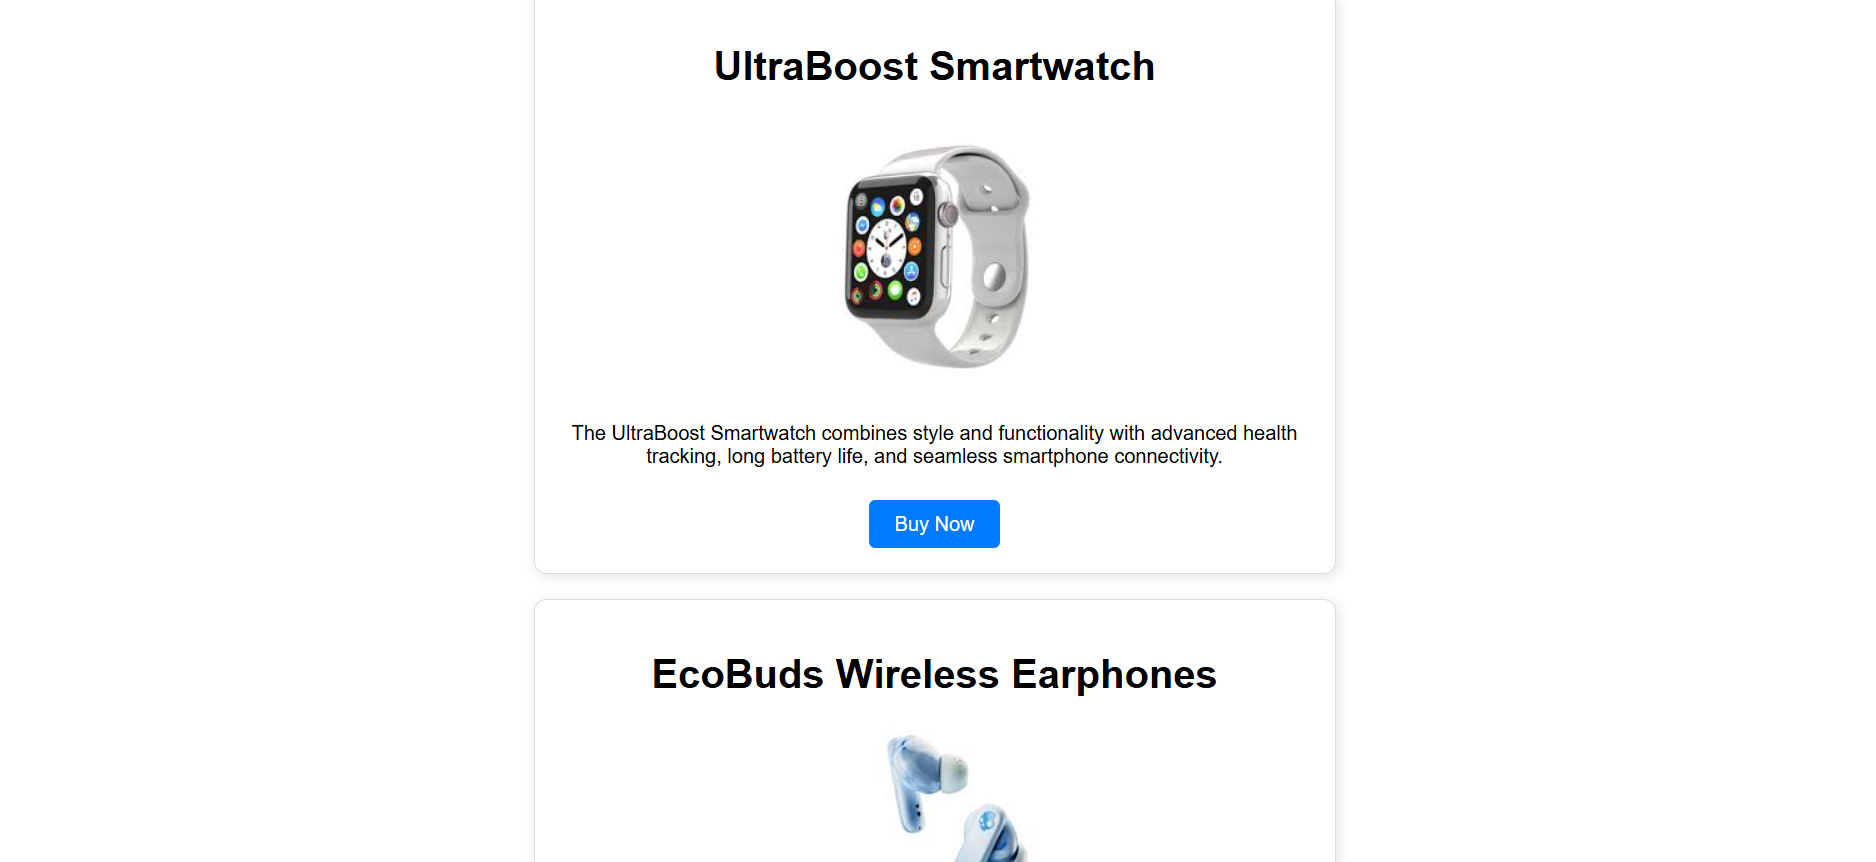 UltraBoost Smartwatch
The UltraBoost Smartwatch combines style and functionality with advanced health
tracking, long battery life, and seamless smartphone connectivity.
Buy Now
EcoBuds Wireless Earphones